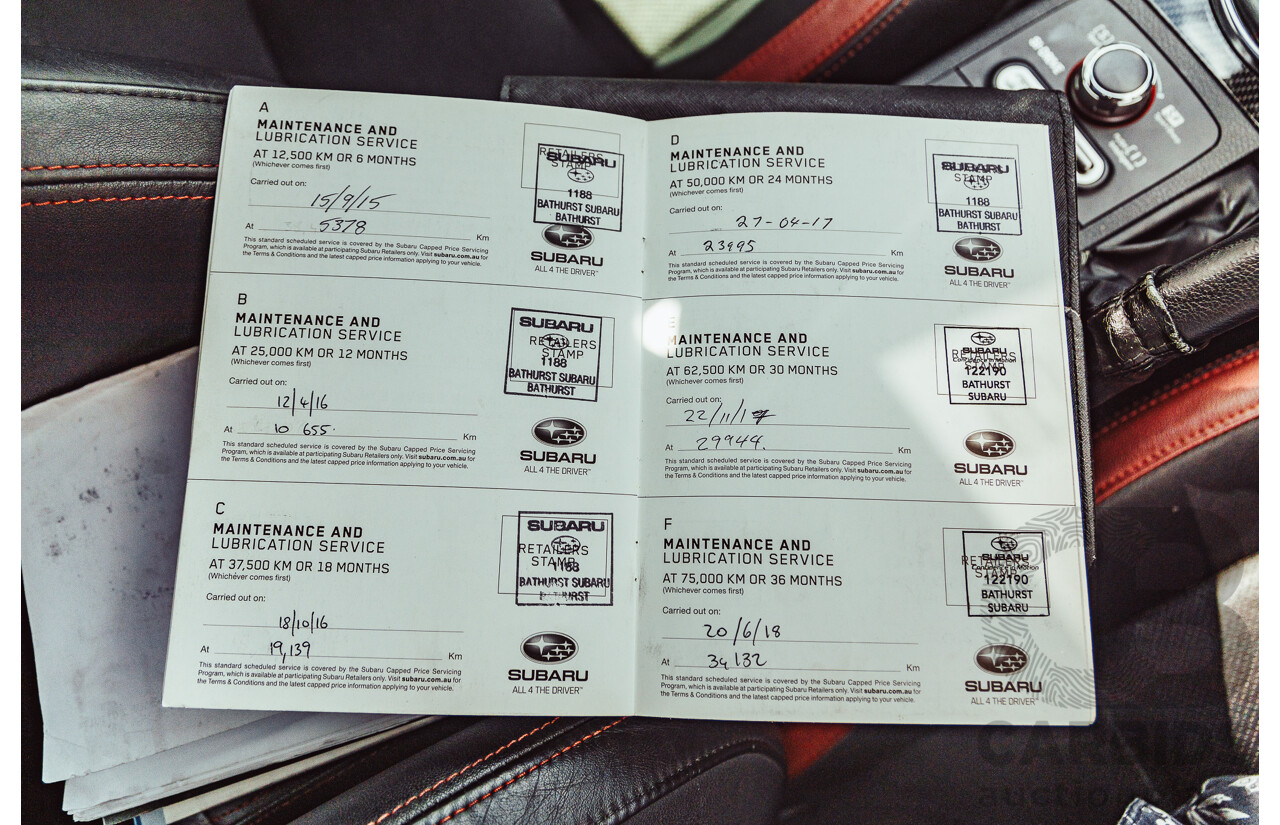 A
MAINTENANCE AND
LUBRICATION SERVICE
AT 12,500 KM OR 6 MONTHS
(Whichever comes first)
Carried out on:
15/9/15
At 5378 Km
This standard scheduled service is covered by the Subaru Capped Price Servicing
Program, which is available at participating Subaru Retailers only. Visit subaru.com.au for
the Terms & Conditions and the latest capped price information applying to your vehicle.
RETAILERS
STAMP
SUBARU
1188
BATHURST SUBARU
BATHURST
SUBARU
ALL 4 THE DRIVER™
B
MAINTENANCE AND
LUBRICATION SERVICE
AT 25,000 KM OR 12 MONTHS
(Whichever comes first)
Carried out on:
12/4/16
At 10 655. Km
This standard scheduled service is covered by the Subaru Capped Price Servicing
Program, which is available at participating Subaru Retailers only. Visit subaru.com.au for
the Terms & Conditions and the latest capped price information applying to your vehicle.
SUBARU
RETAILERS
STAMP
1188
BATHURST SUBARU
BATHURST
SUBARU
ALL 4 THE DRIVER™
C
MAINTENANCE AND
LUBRICATION SERVICE
AT 37,500 KM OR 18 MONTHS
(Whichever comes first)
Carried out on:
18/10/16
At 19,139 Km
This standard scheduled service is covered by the Subaru Capped Price Servicing
Program, which is available at participating Subaru Retailers only. Visit subaru.com.au for
the Terms & Conditions and the latest capped price information applying to your vehicle.
SUBARU
RETAILERS
STAMP
1188
BATHURST SUBARU
BATHURST
SUBARU
ALL 4 THE DRIVER™
D
MAINTENANCE AND
LUBRICATION SERVICE
AT 50,000 KM OR 24 MONTHS
(Whichever comes first)
Carried out on:
27-04-17
At 23995 Km
This standard scheduled service is covered by the Subaru Capped Price Servicing
Program, which is available at participating Subaru Retailers only. Visit subaru.com.au for
the Terms & Conditions and the latest capped price information applying to your vehicle.
SUBARU
STAMP
1188
BATHURST SUBARU
BATHURST
SUBARU
ALL 4 THE DRIVER™
E
MAINTENANCE AND
LUBRICATION SERVICE
AT 62,500 KM OR 30 MONTHS
(Whichever comes first)
Carried out on:
22/11/17
At 29944. Km
This standard scheduled service is covered by the Subaru Capped Price Servicing
Program, which is available at participating Subaru Retailers only. Visit subaru.com.au for
the Terms & Conditions and the latest capped price information applying to your vehicle.
SUBARU
RETAILERS
STAMP
122190
BATHURST
SUBARU
SUBARU
ALL 4 THE DRIVER™
F
MAINTENANCE AND
LUBRICATION SERVICE
AT 75,000 KM OR 36 MONTHS
(Whichever comes first)
Carried out on:
20/6/18
At 34132 Km
This standard scheduled service is covered by the Subaru Capped Price Servicing
Program, which is available at participating Subaru Retailers only. Visit subaru.com.au for
the Terms & Conditions and the latest capped price information applying to your vehicle.
RETAILERS
STAMP
SUBARU
122190
BATHURST
SUBARU
SUBARU
ALL 4 THE DRIVER™